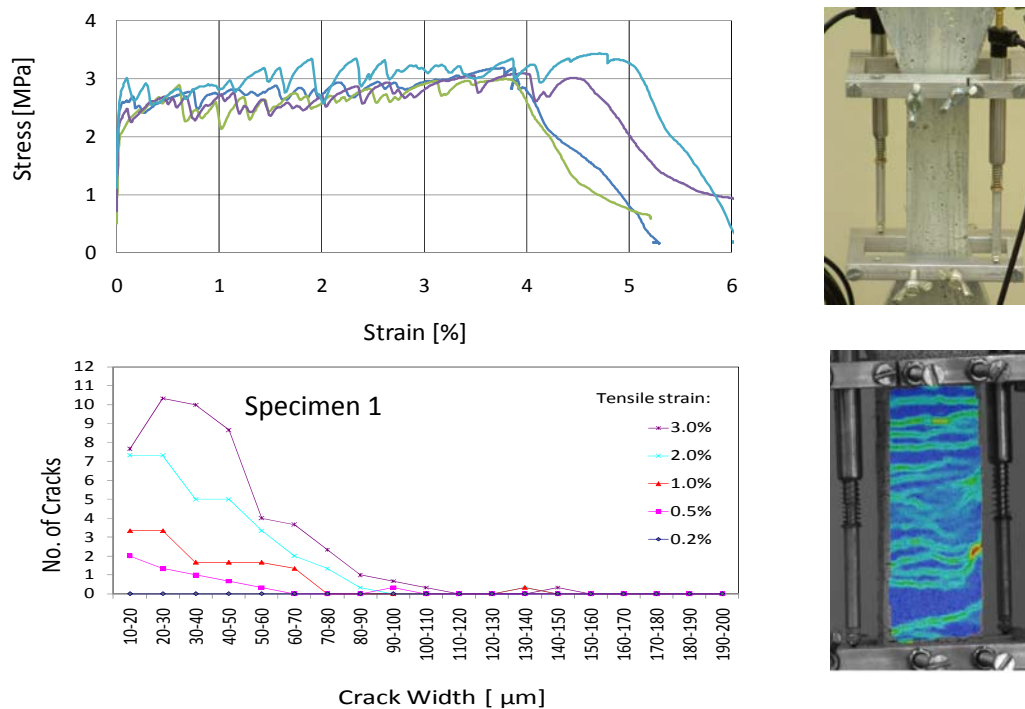 4
3
2
1
0
Stress [MPa]
0 1 2 3 4 5 6
Strain [%]
12
11
10
9
8
7
6
5
4
3
2
1
0
No. of Cracks
Specimen 1
Tensile strain:
3.0%
2.0%
1.0%
0.5%
0.2%
10-20 20-30 30-40 40-50 50-60 60-70 70-80 80-90 90-100 100-110 110-120 120-130 130-140 140-150 150-160 160-170 170-180 180-190 190-200
Crack Width [ µm]